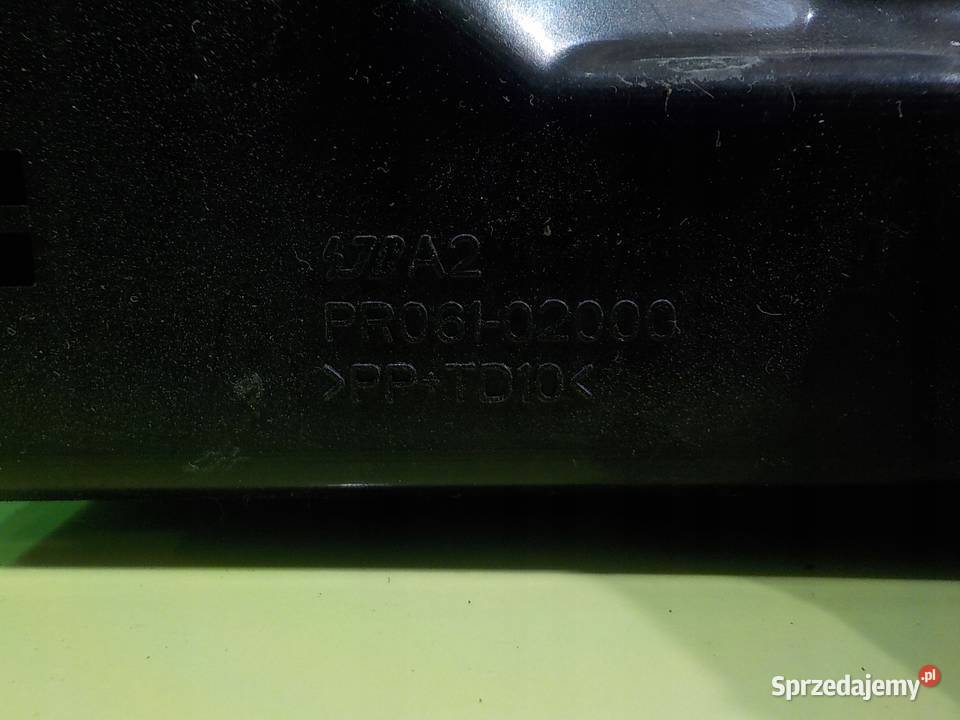 A2
PR061-02000
>PP+TD10<
Sprzedajemy.pl